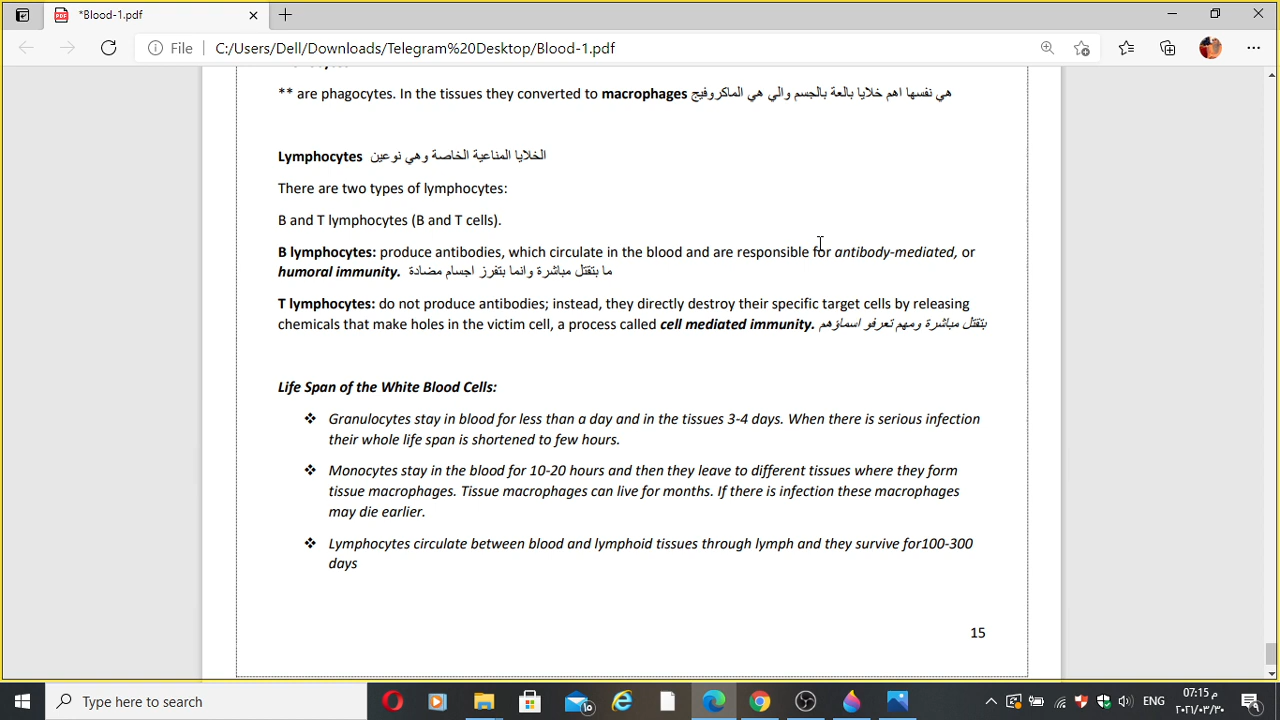 *Blood-1.pdf
File C:/Users/Dell/Downloads/Telegram%20Desktop/Blood-1.pdf
** are phagocytes. In the tissues they converted to macrophages هي نفسها اهم خلايا بالعة بالجسم والي هي الماكروفيج
Lymphocytes الخلايا المناعية الخاصة وهي نوعين
There are two types of lymphocytes:
B and T lymphocytes (B and T cells).
B lymphocytes: produce antibodies, which circulate in the blood and are responsible for antibody-mediated, or
humoral immunity. ما بتقتل مباشرة وانما بتفرز اجسام مضادة
T lymphocytes: do not produce antibodies; instead, they directly destroy their specific target cells by releasing
chemicals that make holes in the victim cell, a process called cell mediated immunity. بتقتل مباشرة ومهم تعرفو اسماؤهم
Life Span of the White Blood Cells:
❖ Granulocytes stay in blood for less than a day and in the tissues 3-4 days. When there is serious infection
their whole life span is shortened to few hours.
❖ Monocytes stay in the blood for 10-20 hours and then they leave to different tissues where they form
tissue macrophages. Tissue macrophages can live for months. If there is infection these macrophages
may die earlier.
❖ Lymphocytes circulate between blood and lymphoid tissues through lymph and they survive for100-300
days
15
Type here to search
ENG
07:15 م
٢٠٢١/٠٣/٣٠